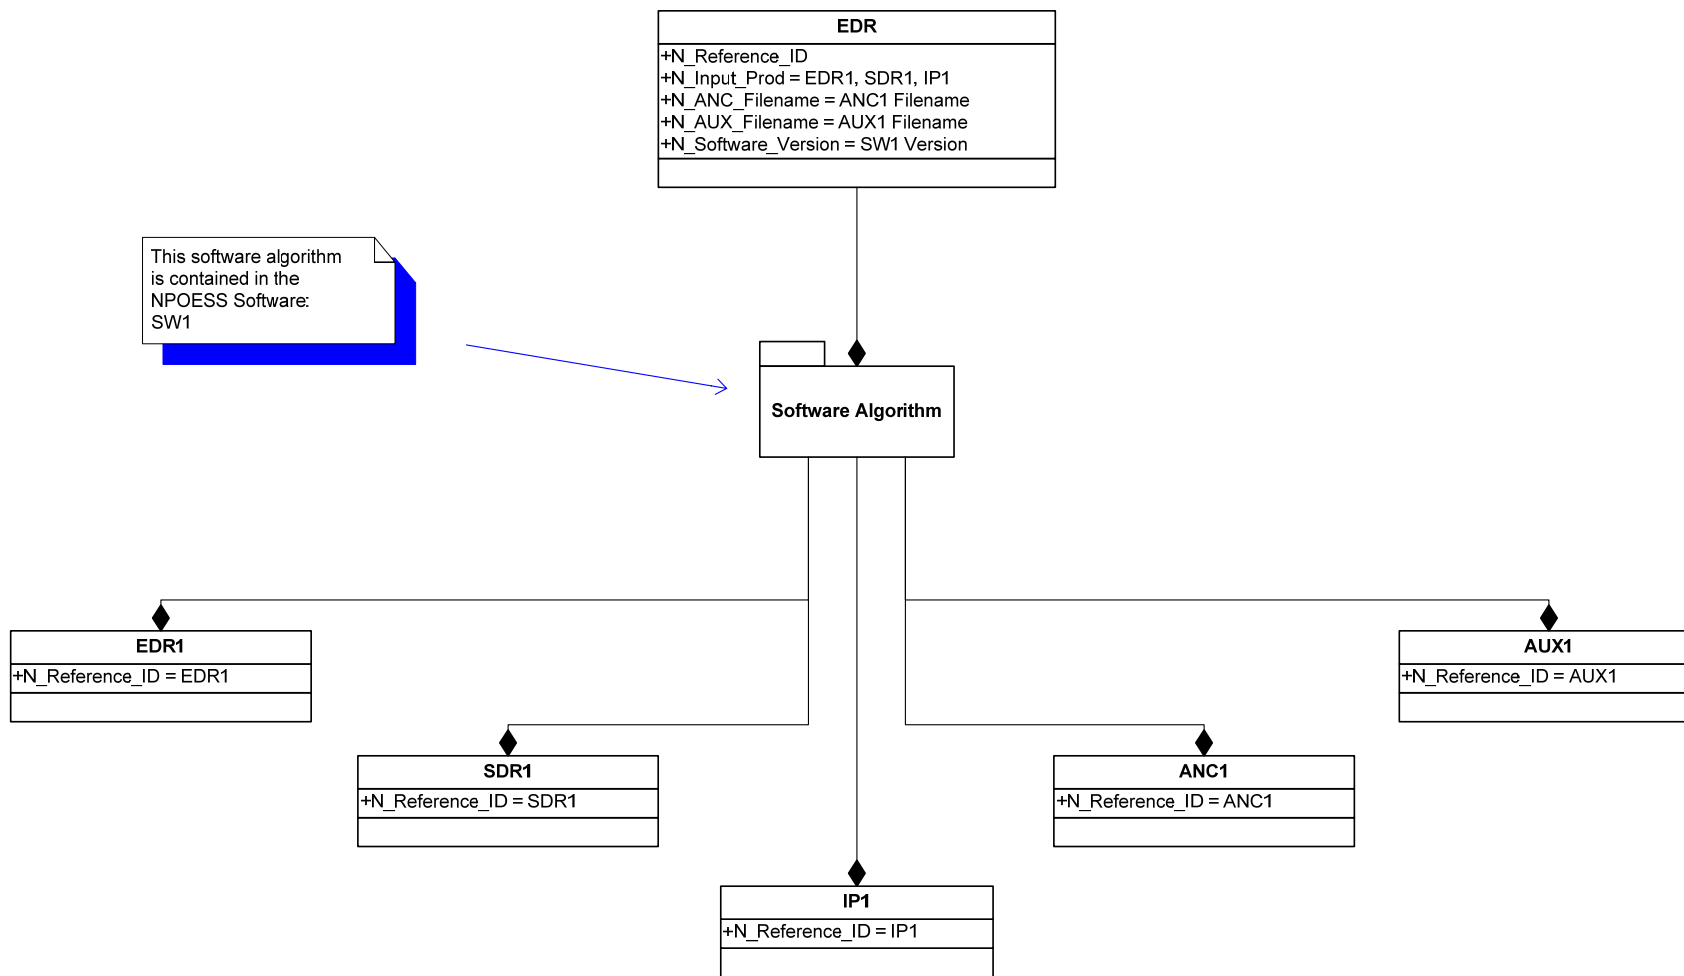 EDR
+N_Reference_ID
+N_Input_Prod = EDR1, SDR1, IP1
+N_ANC_Filename = ANC1 Filename
+N_AUX_Filename = AUX1 Filename
+N_Software_Version = SW1 Version
This software algorithm
is contained in the
NPOESS Software:
SW1
Software Algorithm
EDR1
+N_Reference_ID = EDR1
AUX1
+N_Reference_ID = AUX1
SDR1
+N_Reference_ID = SDR1
ANC1
+N_Reference_ID = ANC1
IP1
+N_Reference_ID = IP1